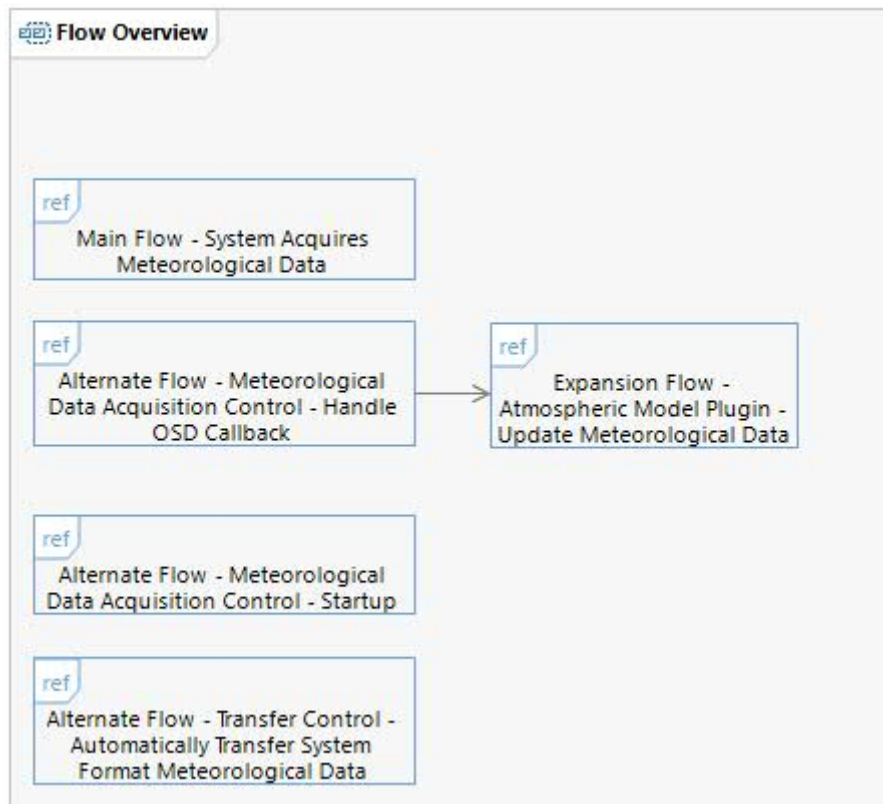 Flow Overview
ref
Main Flow - System Acquires
Meteorological Data
ref
Alternate Flow - Meteorological
Data Acquisition Control - Handle
OSD Callback
ref
Expansion Flow -
Atmospheric Model Plugin -
Update Meteorological Data
ref
Alternate Flow - Meteorological
Data Acquisition Control - Startup
ref
Alternate Flow - Transfer Control -
Automatically Transfer System
Format Meteorological Data